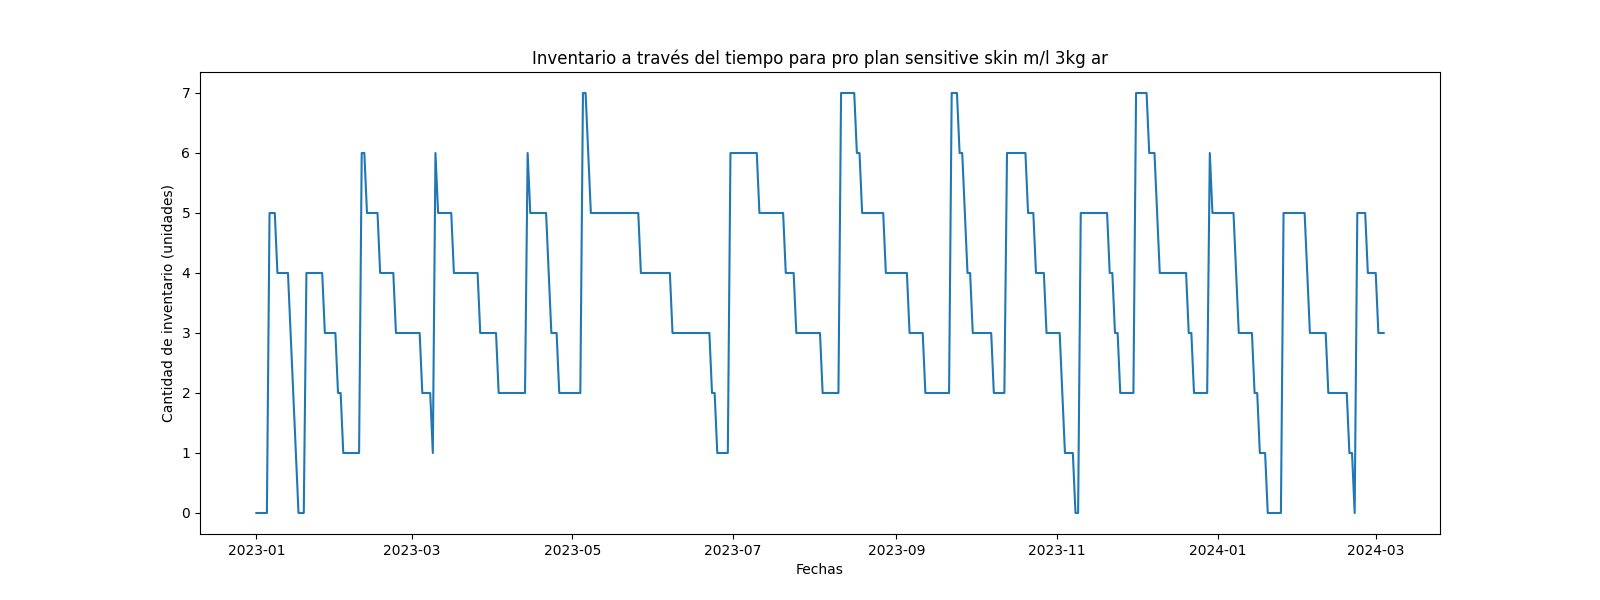 Inventario a través del tiempo para pro plan sensitive skin m/l 3kg ar
Cantidad de inventario (unidades)
7
6
5
4
3
2
1
0
2023-01 2023-03 2023-05 2023-07 2023-09 2023-11 2024-01 2024-03
Fechas